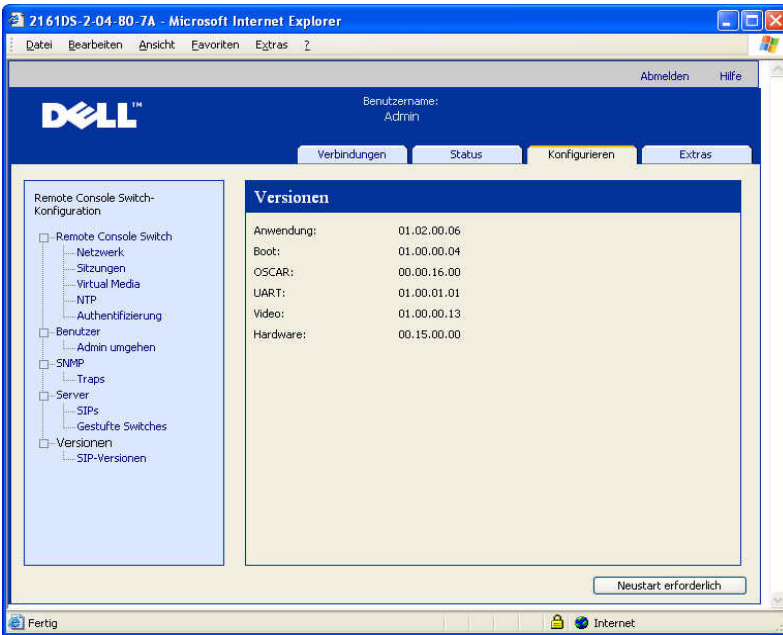 2161DS-2-04-80-7A - Microsoft Internet Explorer
Datei Bearbeiten Ansicht Favoriten Extras ?
Abmelden Hilfe
DELL™
Benutzername:
Admin
Verbindungen Status Konfigurieren Extras
Remote Console Switch-
Konfiguration
Remote Console Switch
Netzwerk
Sitzungen
Virtual Media
NTP
Authentifizierung
Benutzer
Admin umgehen
SNMP
Traps
Server
SIPs
Gestufte Switches
Versionen
SIP-Versionen
Versionen
Anwendung: 01.02.00.06
Boot: 01.00.00.04
OSCAR: 00.00.16.00
UART: 01.00.01.01
Video: 01.00.00.13
Hardware: 00.15.00.00
Neustart erforderlich
Fertig Internet